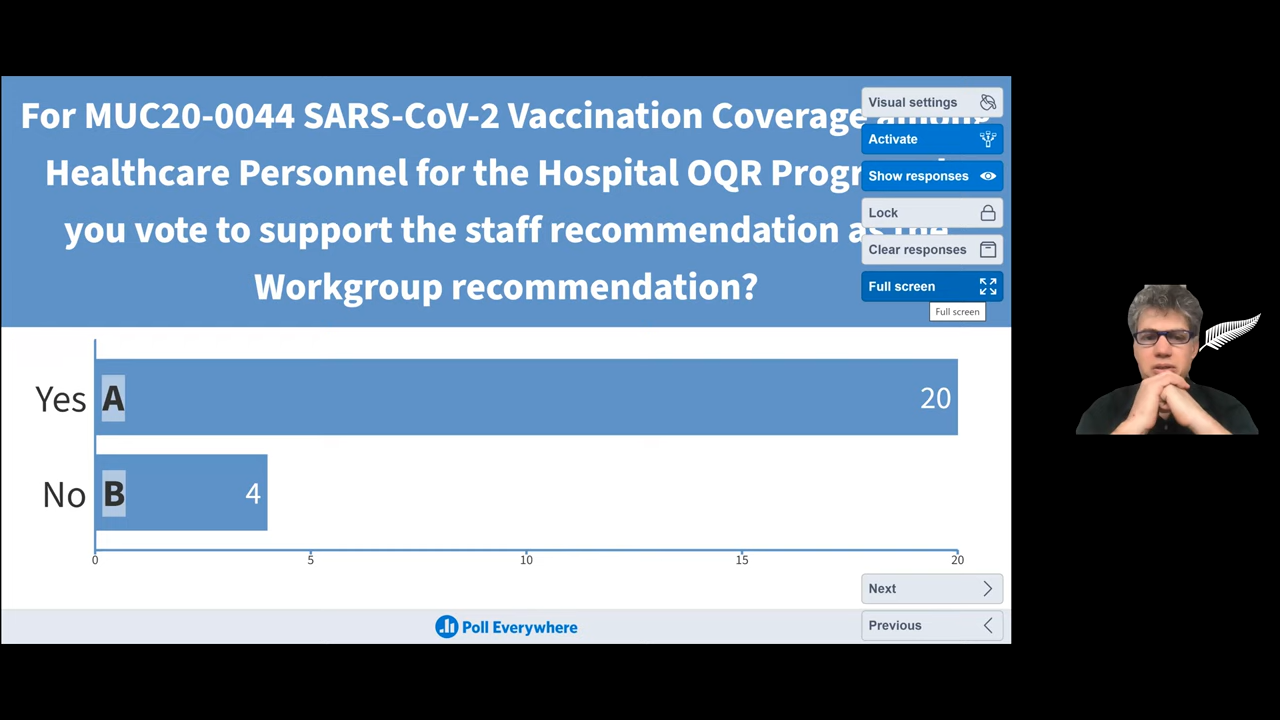 For MUC20-0044 SARS-CoV-2 Vaccination Coverage
Healthcare Personnel for the Hospital OQR
you vote to support the staff recommendation as the
Workgroup recommendation?
Visual settings
Activate
Show responses
Lock
Clear responses
Full screen
Full screen
Yes A 20
No B 4
0 5 10 15 20
Next
Poll Everywhere
Previous